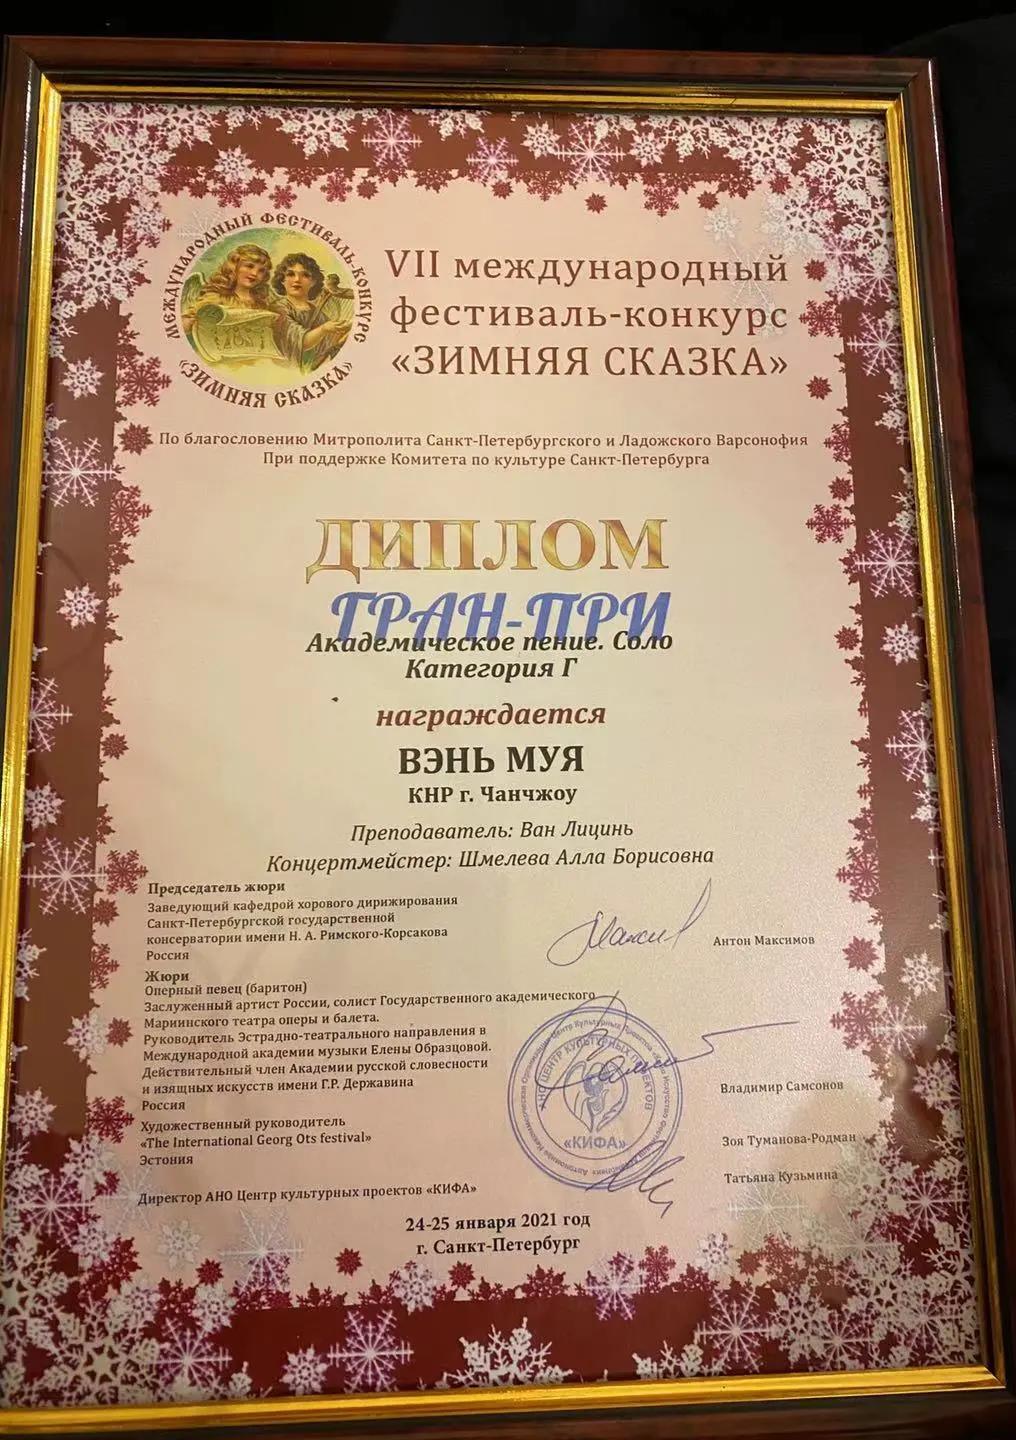 МЕЖДУНАРОДНЫЙ ФЕСТИВАЛЬ-КОНКУРС
«ЗИМНЯЯ СКАЗКА»
VII международный
фестиваль-конкурс
«ЗИМНЯЯ СКАЗКА»
По благословению Митрополита Санкт-Петербургского и Ладожского Варсонофия
При поддержке Комитета по культуре Санкт-Петербурга
ДИПЛОМ
ГРАН-ПРИ
Академическое пение. Соло
Категория Г
награждается
ВЭНЬ МУЯ
КНР г. Чанчжоу
Преподаватель: Ван Лицинь
Концертмейстер: Шмелева Алла Борисовна
Председатель жюри
Заведующий кафедрой хорового дирижирования
Санкт-Петербургской государственной
консерватории имени Н. А. Римского-Корсакова
Россия
Антон Максимов
Жюри
Оперный певец (баритон)
Заслуженный артист России, солист Государственного академического
Мариинского театра оперы и балета.
Руководитель Эстрадно-театрального направления в
Международной академии музыки Елены Образцовой.
Действительный член Академии русской словесности
и изящных искусств имени Г.Р. Державина
Россия
Владимир Самсонов
Художественный руководитель
«The International Georg Ots festival»
Эстония
Зоя Туманова-Родман
Директор АНО Центр культурных проектов «КИФА»
Татьяна Кузьмина
АНО ЦЕНТР КУЛЬТУРНЫХ ПРОЕКТОВ
«КИФА»
24-25 января 2021 год
г. Санкт-Петербург